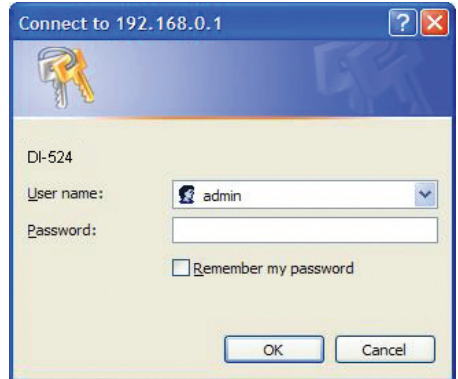 Connect to 192.168.0.1
DI-524
User name:
admin
Password:
Remember my password
OK
Cancel